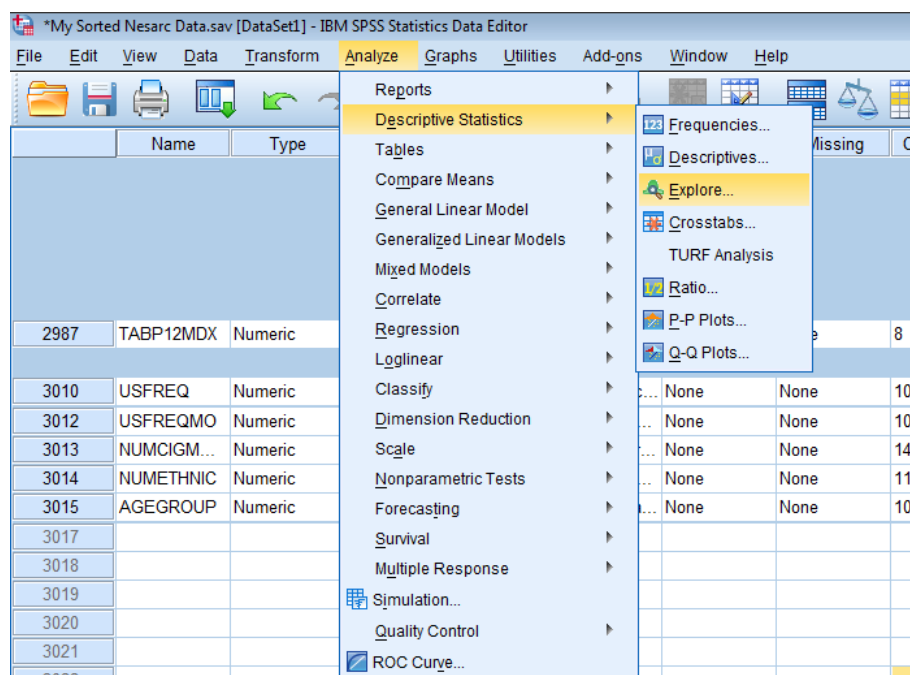 *My Sorted Nesarc Data.sav [DataSet1] - IBM SPSS Statistics Data Editor
File Edit View Data Transform Analyze Graphs Utilities Add-ons Window Help
Name Type Missing
Reports
Descriptive Statistics
Tables
Compare Means
General Linear Model
Generalized Linear Models
Mixed Models
Correlate
Regression
Loglinear
Classify
Dimension Reduction
Scale
Nonparametric Tests
Forecasting
Survival
Multiple Response
Simulation...
Quality Control
ROC Curve...
123 Frequencies...
Descriptives...
Explore...
Crosstabs...
TURF Analysis
1/2 Ratio...
P-P Plots...
Q-Q Plots...
2987 TABP12MDX Numeric 8
3010 USFREQ Numeric None None 10
3012 USFREQMO Numeric ... None None 10
3013 NUMCIGM... Numeric ... None None 14
3014 NUMETHNIC Numeric ... None None 11
3015 AGEGROUP Numeric ... None None 10
3017
3018
3019
3020
3021